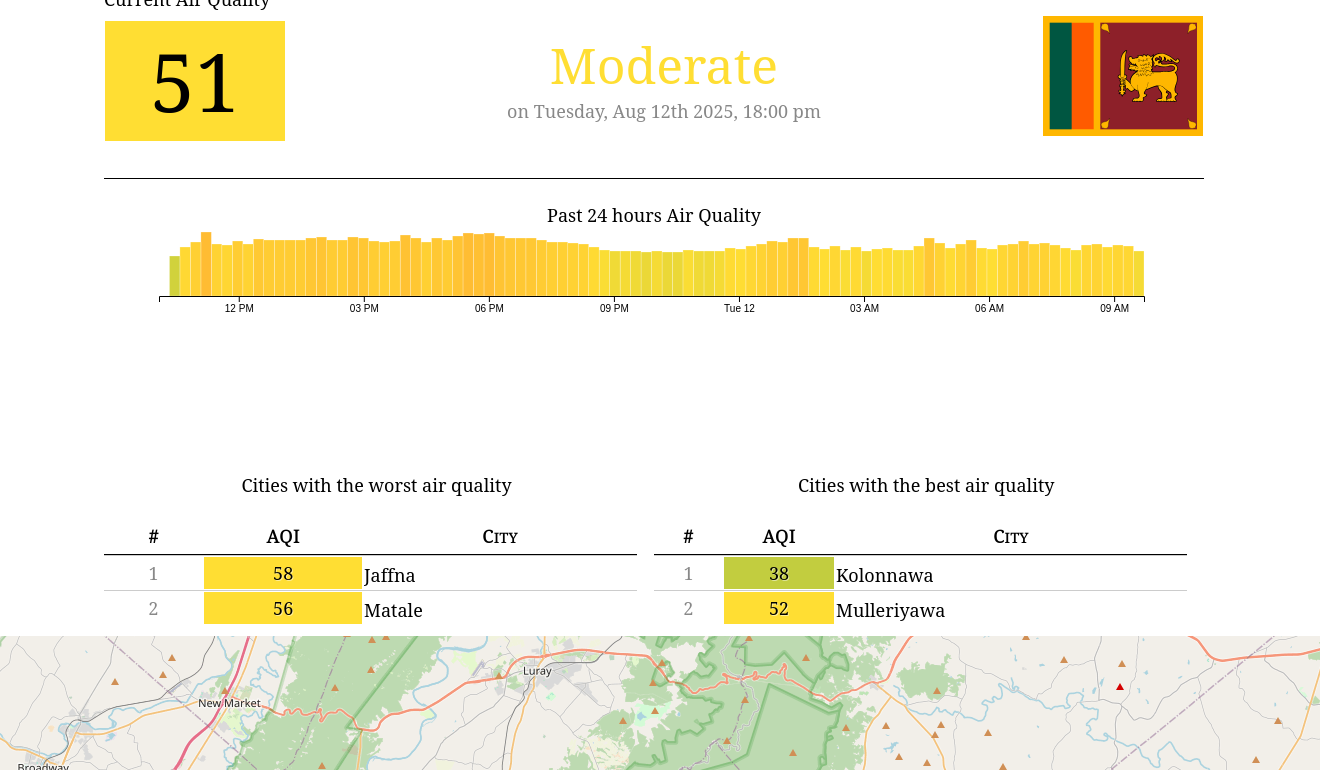 Current Air Quality
51
Moderate
on Tuesday, Aug 12th 2025, 18:00 pm
Past 24 hours Air Quality
12 PM 03 PM 06 PM 09 PM Tue 12 03 AM 06 AM 09 AM
Cities with the worst air quality
# AQI City
1 58 Jaffna
2 56 Matale
Cities with the best air quality
# AQI City
1 38 Kolonnawa
2 52 Mulleriyawa
Luray
New Market
Broadway